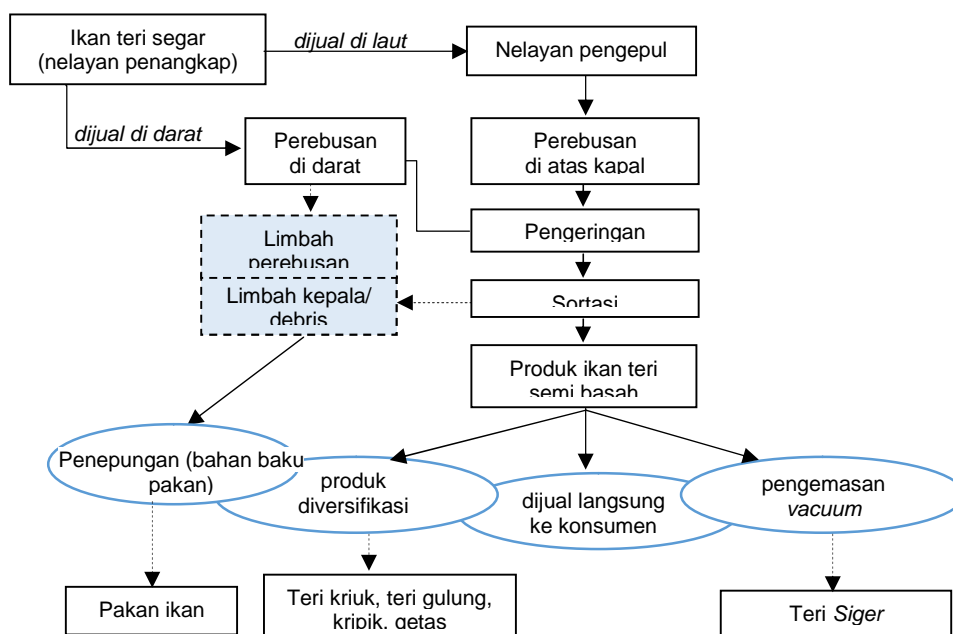 Ikan teri segar
(nelayan penangkap)
dijual di laut
Nelayan pengepul
dijual di darat
Perebusan
di darat
Perebusan
di atas kapal
Limbah
perebusan
Pengeringan
Limbah kepala/
debris
Sortasi
Produk ikan teri
semi basah
Penepungan (bahan baku
pakan)
produk
diversifikasi
dijual langsung
ke konsumen
pengemasan
vacuum
Pakan ikan
Teri kriuk, teri gulung,
kripik, getas
Teri Siger